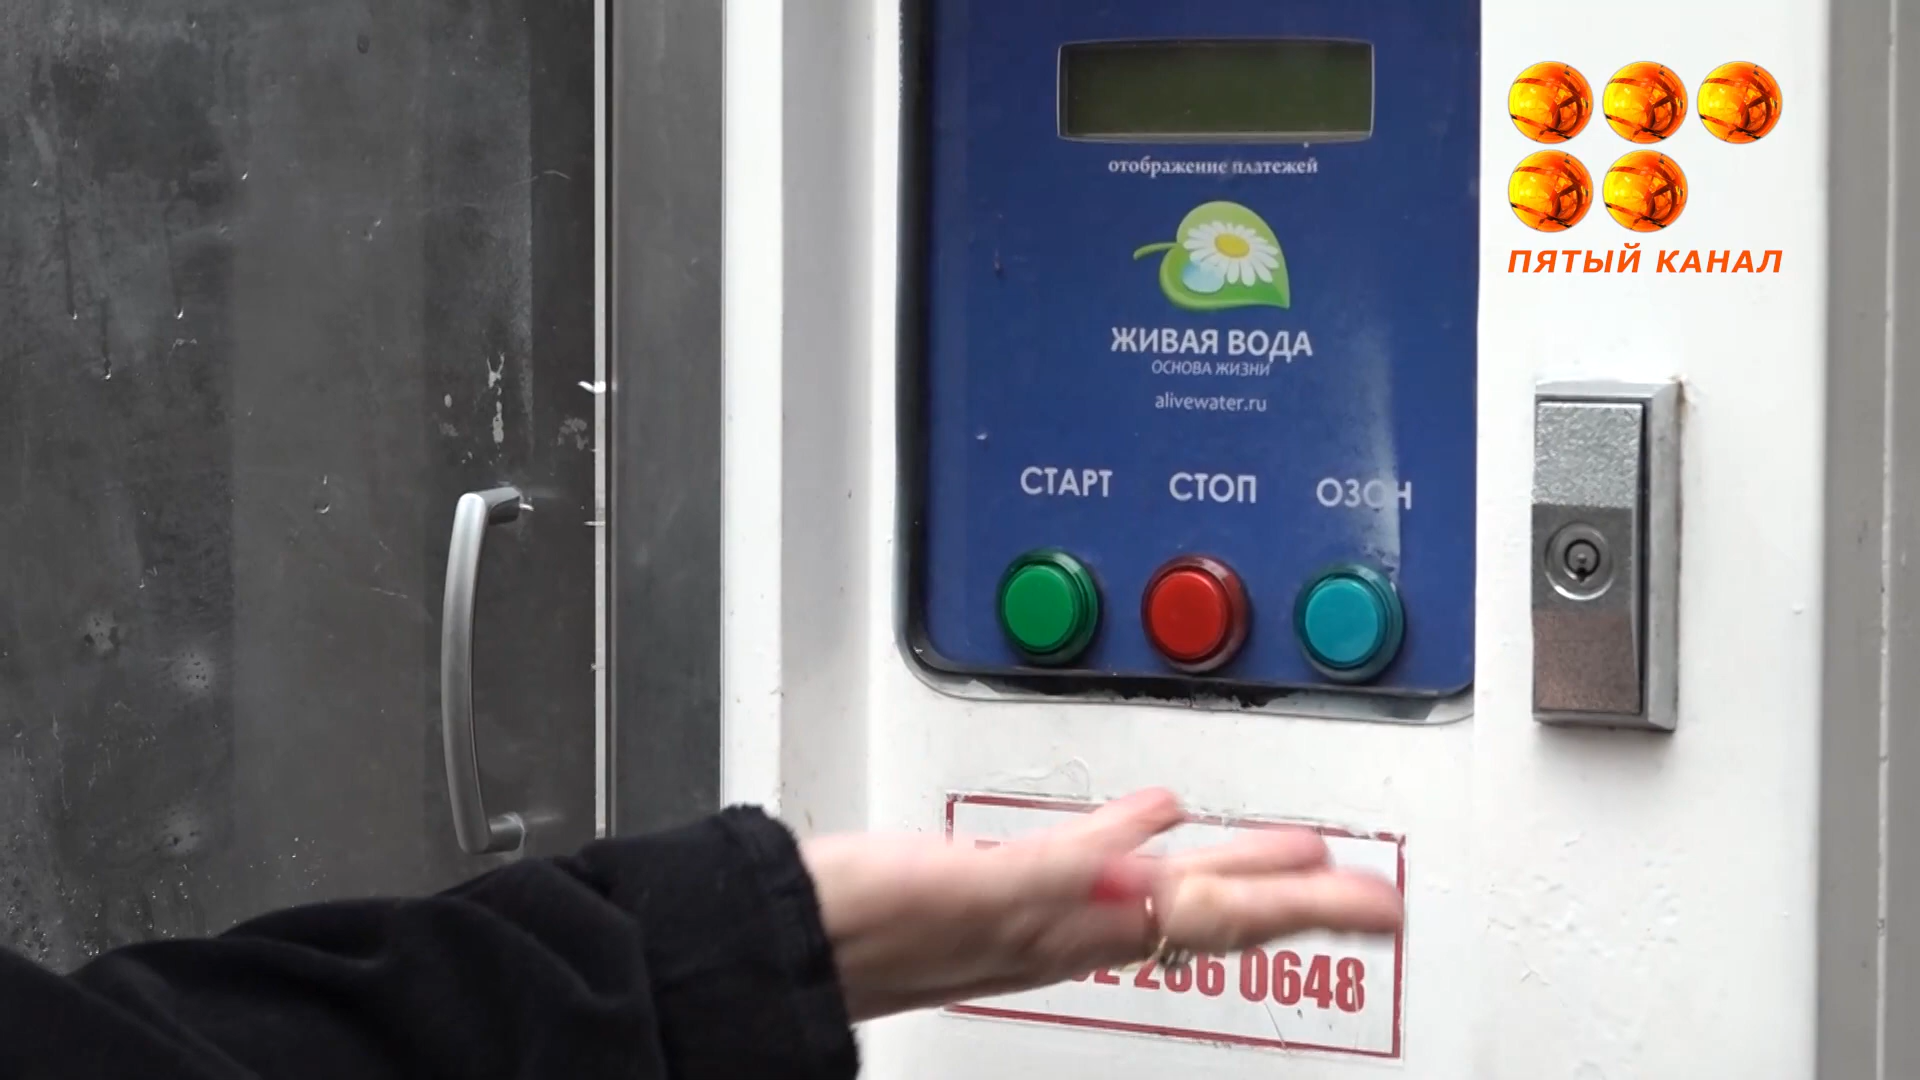 отображение платежей
ЖИВАЯ ВОДА
ОСНОВА ЖИЗНИ
alivewater.ru
СТАРТ СТОП ОЗОН
ПЯТЫЙ КАНАЛ
286 0648